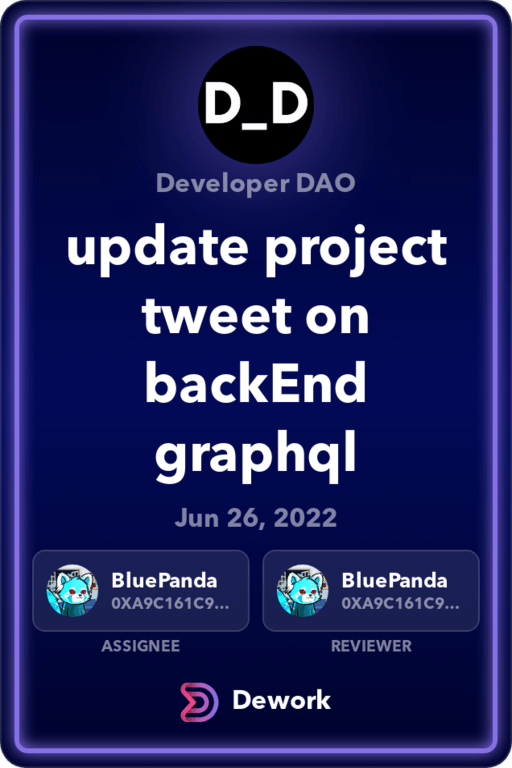 D_D
Developer DAO
update project
tweet on
backEnd
graphql
Jun 26, 2022
BluePanda
0XA9C161C9...
ASSIGNEE
BluePanda
0XA9C161C9...
REVIEWER
Dework